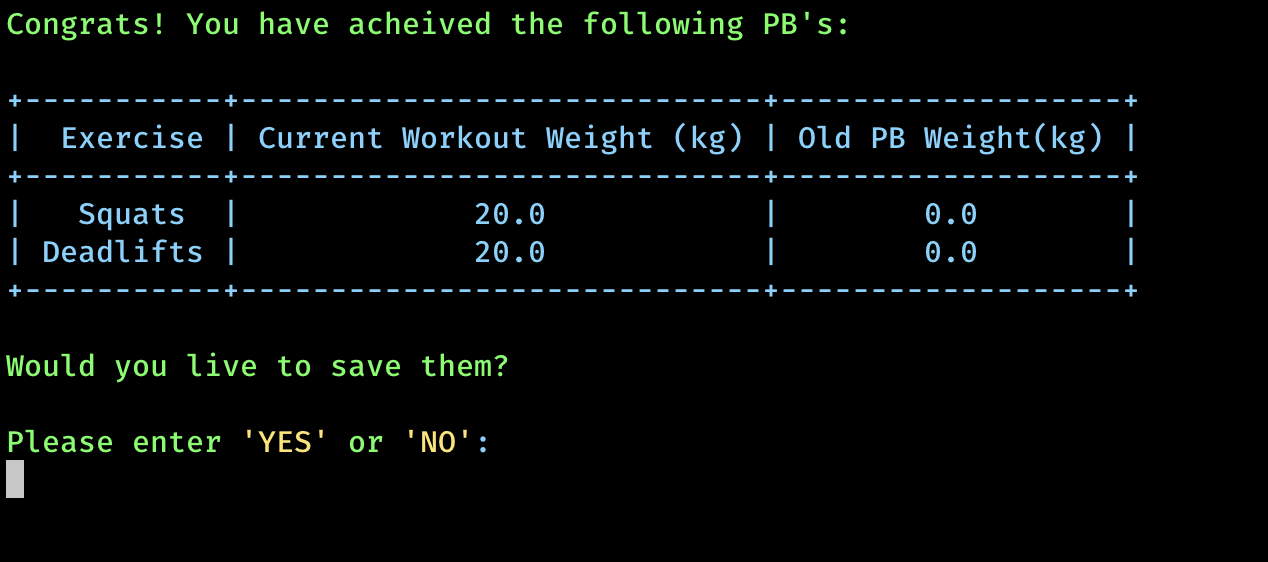 Congrats! You have acheived the following PB's:
+-----------+-----------------------------+-------------------+
|  Exercise | Current Workout Weight (kg) | Old PB Weight(kg) |
+-----------+-----------------------------+-------------------+
|   Squats  |             20.0            |        0.0        |
| Deadlifts |             20.0            |        0.0        |
+-----------+-----------------------------+-------------------+
Would you live to save them?
Please enter 'YES' or 'NO':